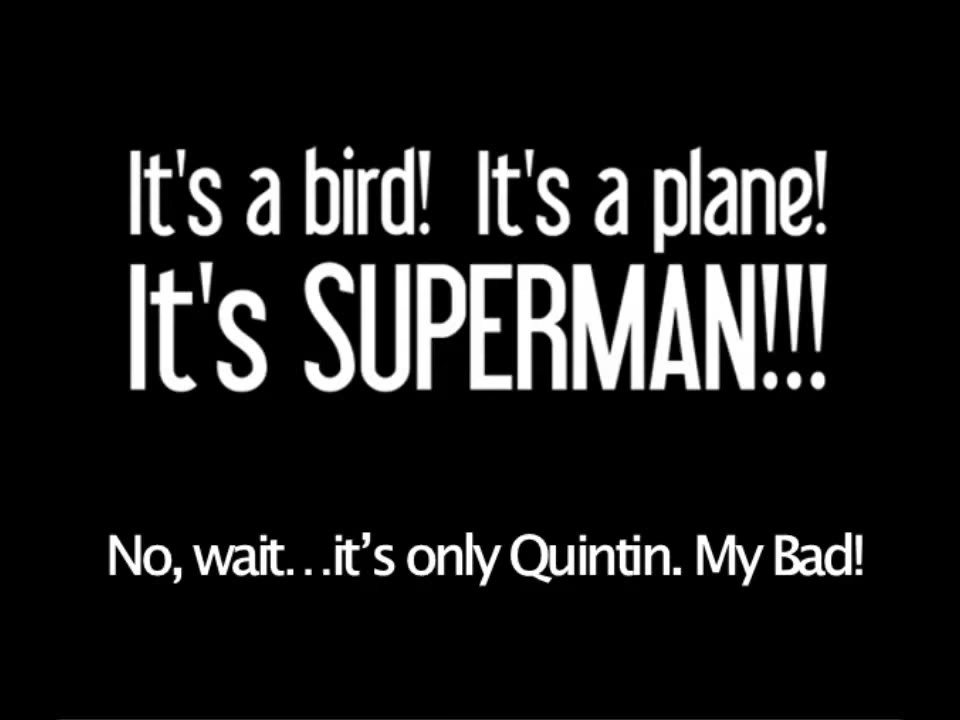 It's a bird!  It's a plane!
It's SUPERMAN!!!
No, wait...it’s only Quintin. My Bad!